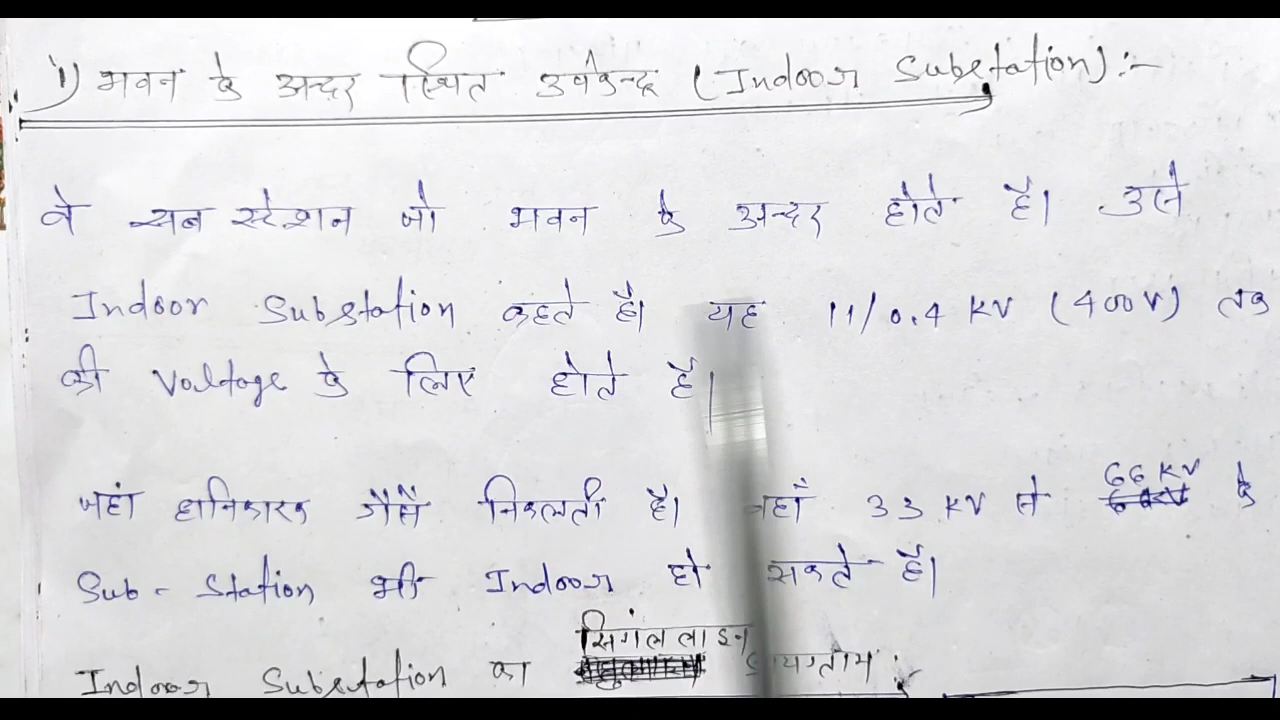 1) भवन के अन्दर स्थित उपकेन्द्र (Indoor Substation) :-
वे सब स्टेशन जो भवन के अन्दर होते है। उसे
Indoor Substation कहते है। यह 11/0.4 KV (400V) तक
की Voltage के लिए होते है।
जहां हानिकारक गैसें निकलती है। वहाँ 33 KV से 66 KV के
Sub-Station भी Indoor हो सकते है।
Indoor Substation का सिगंल लाइन